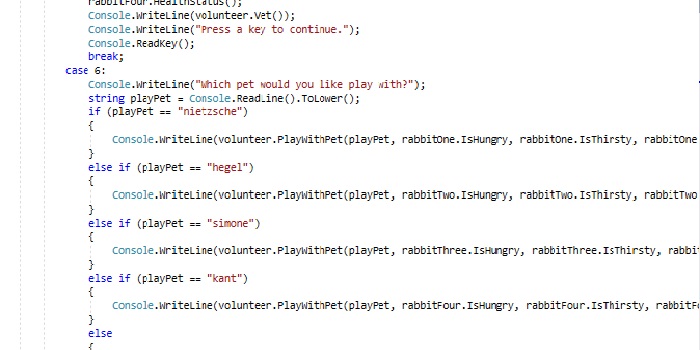 rabbitFour.HealthStatus();
Console.WriteLine(volunteer.Vet());
Console.WriteLine("Press a key to continue.");
Console.ReadKey();
break;
case 6:
Console.WriteLine("Which pet would you like play with?");
string playPet = Console.ReadLine().ToLower();
if (playPet == "nietzsche")
{
Console.WriteLine(volunteer.PlayWithPet(playPet, rabbitOne.IsHungry, rabbitOne.IsThirsty, rabbitOne
}
else if (playPet == "hegel")
{
Console.WriteLine(volunteer.PlayWithPet(playPet, rabbitTwo.IsHungry, rabbitTwo.IsThirsty, rabbitTwo
}
else if (playPet == "simone")
{
Console.WriteLine(volunteer.PlayWithPet(playPet, rabbitThree.IsHungry, rabbitThree.IsThirsty, rabbi
}
else if (playPet == "kant")
{
Console.WriteLine(volunteer.PlayWithPet(playPet, rabbitFour.IsHungry, rabbitFour.IsThirsty, rabbitF
}
else
{